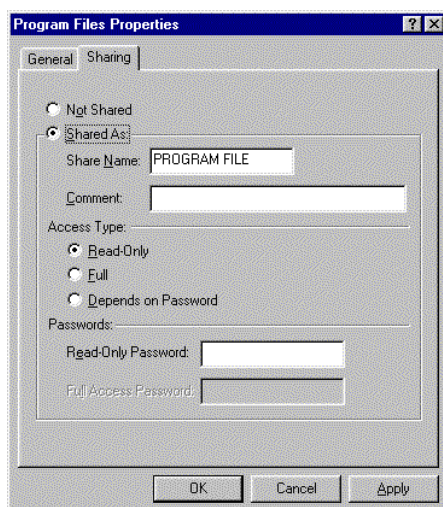 Program Files Properties
General Sharing
Not Shared
Shared As:
Share Name: PROGRAM FILE
Comment:
Access Type:
Read-Only
Full
Depends on Password
Passwords:
Read-Only Password:
Full Access Password:
OK Cancel Apply